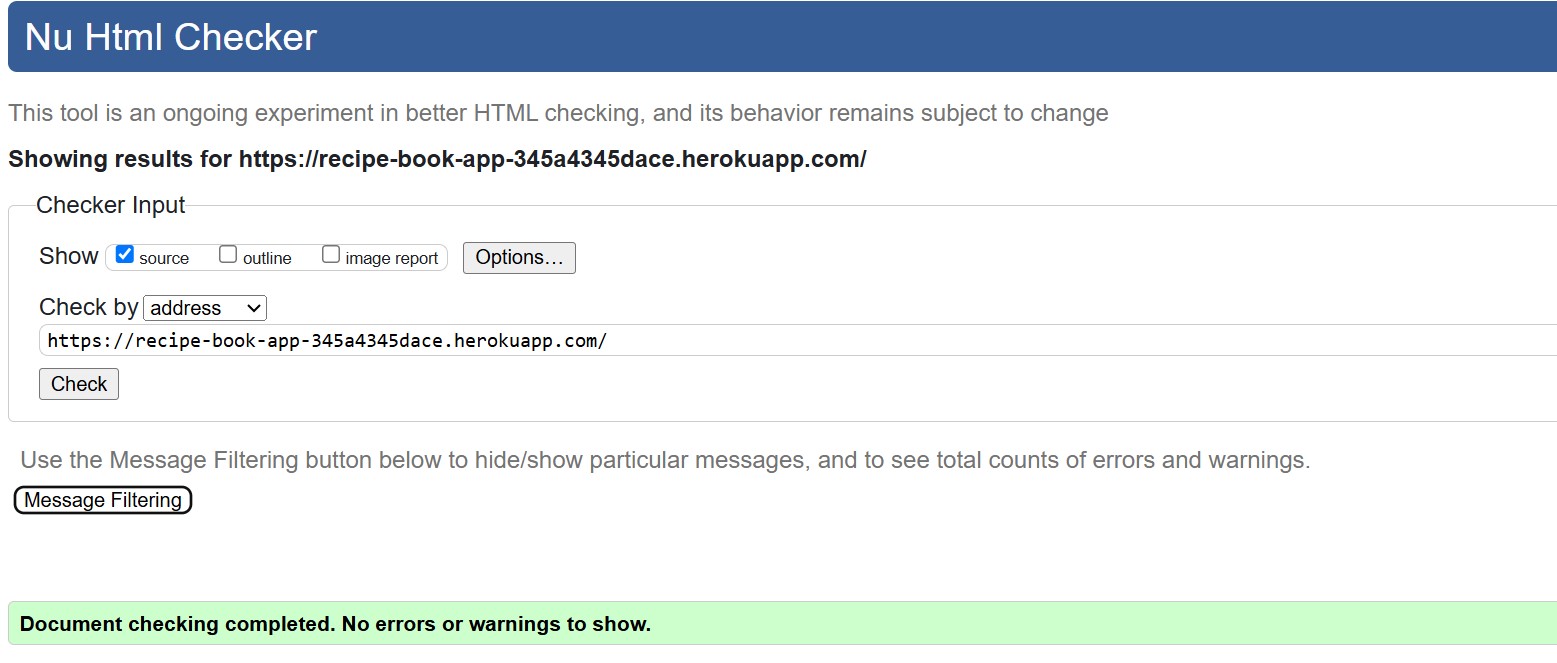 Nu Html Checker
This tool is an ongoing experiment in better HTML checking, and its behavior remains subject to change
Showing results for https://recipe-book-app-345a4345dace.herokuapp.com/
Checker Input
Show source outline image report Options...
Check by address
https://recipe-book-app-345a4345dace.herokuapp.com/
Check
Use the Message Filtering button below to hide/show particular messages, and to see total counts of errors and warnings.
Message Filtering
Document checking completed. No errors or warnings to show.